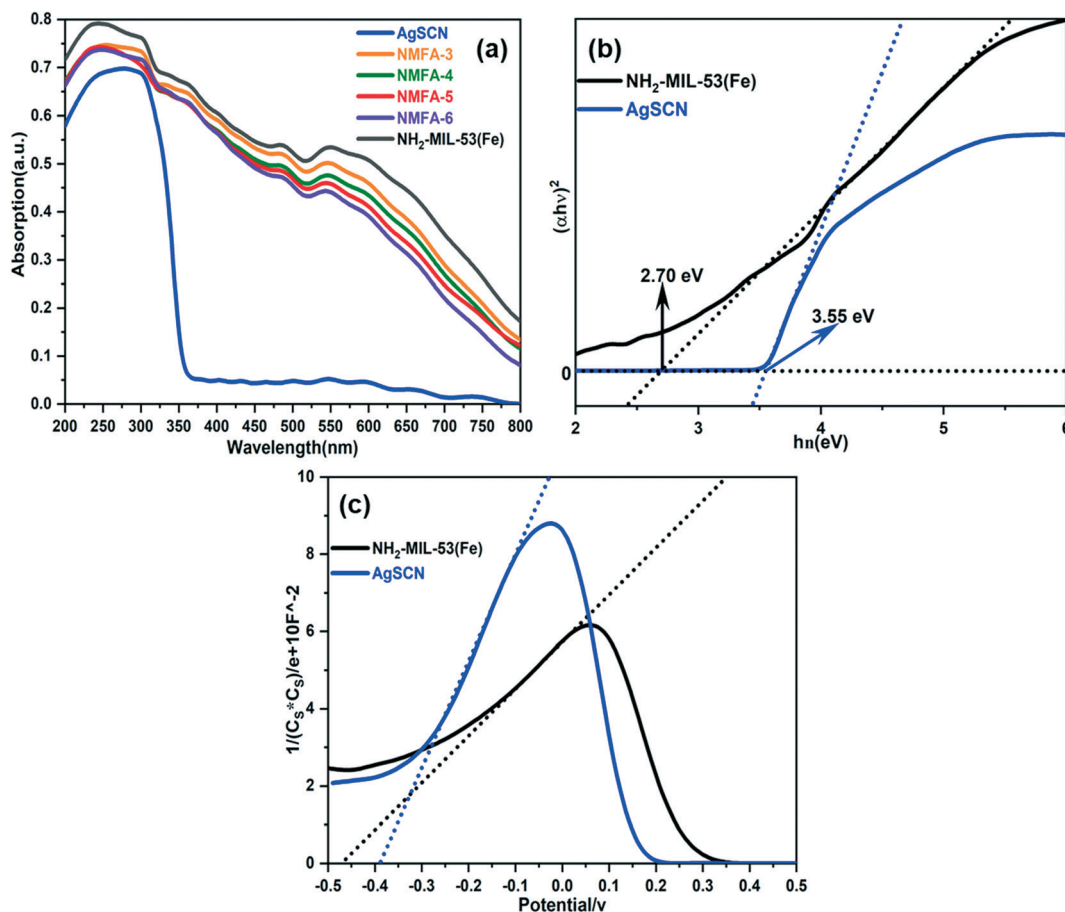 (a)
AgSCN
NMFA-3
NMFA-4
NMFA-5
NMFA-6
NH₂-MIL-53(Fe)
Absorption(a.u.)
0.8
0.7
0.6
0.5
0.4
0.3
0.2
0.1
0.0
200 250 300 350 400 450 500 550 600 650 700 750 800
Wavelength(nm)
(b)
NH₂-MIL-53(Fe)
AgSCN
(αhν)²
2.70 eV
3.55 eV
0
2 3 4 5 6
hп(eV)
(c)
NH₂-MIL-53(Fe)
AgSCN
1/(Cₛ*Cₛ)/e+10F^-2
10
8
6
4
2
0
-0.5 -0.4 -0.3 -0.2 -0.1 0.0 0.1 0.2 0.3 0.4 0.5
Potential/v